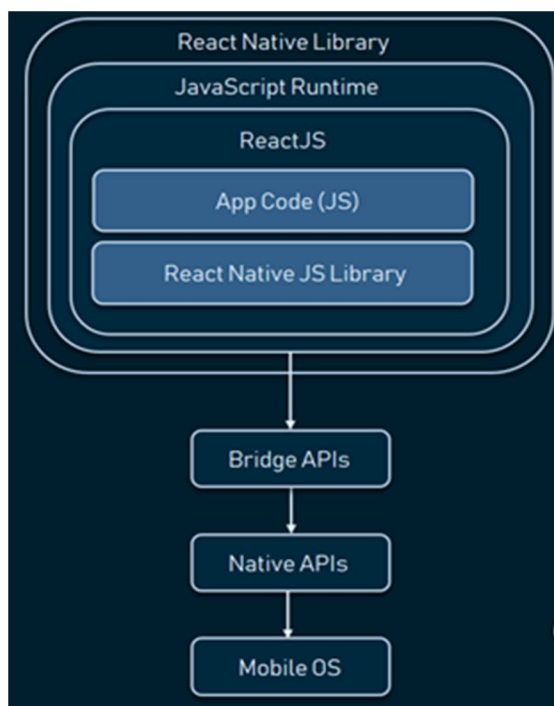 React Native Library
JavaScript Runtime
ReactJS
App Code (JS)
React Native JS Library
Bridge APIs
Native APIs
Mobile OS